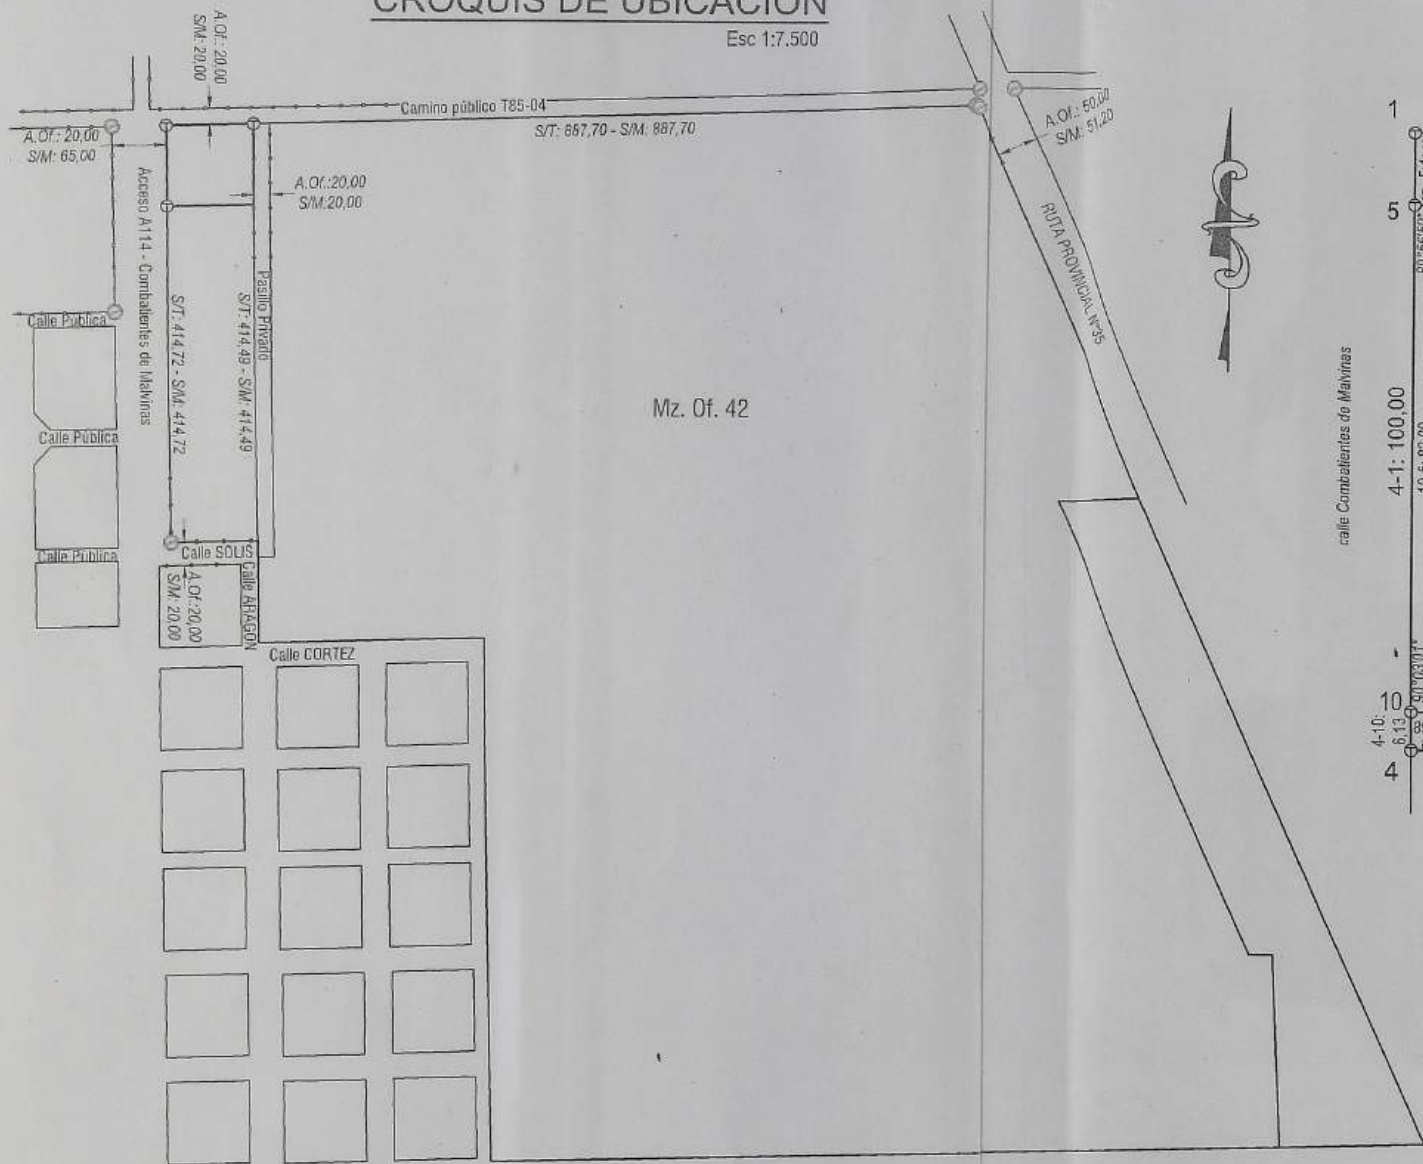 CROQUIS DE UBICACIÓN
Esc 1:7.500
A.Of.: 20,00
S/M: 20,00
Camino público T85-04
S/T: 887,70 - S/M: 887,70
A.Of.: 20,00
S/M: 65,00
A.Of.: 50,00
S/M: 51,20
A.Of.:20,00
S/M:20,00
Acceso A114 - Combatientes de Malvinas
S/T: 414,72 - S/M: 414,72
S/T: 414,49 - S/M: 414,49
Pasillo Privado
RUTA PROVINCIAL Nº35
Calle Pública
Calle Pública
Calle Pública
Mz. Of. 42
Calle SOLIS
A.Of.:20,00
S/M: 20,00
Calle ARAGON
Calle CORTEZ
1
5
calle Combatientes de Malvinas
4-1: 100,00
10
4-10:
6,13
4